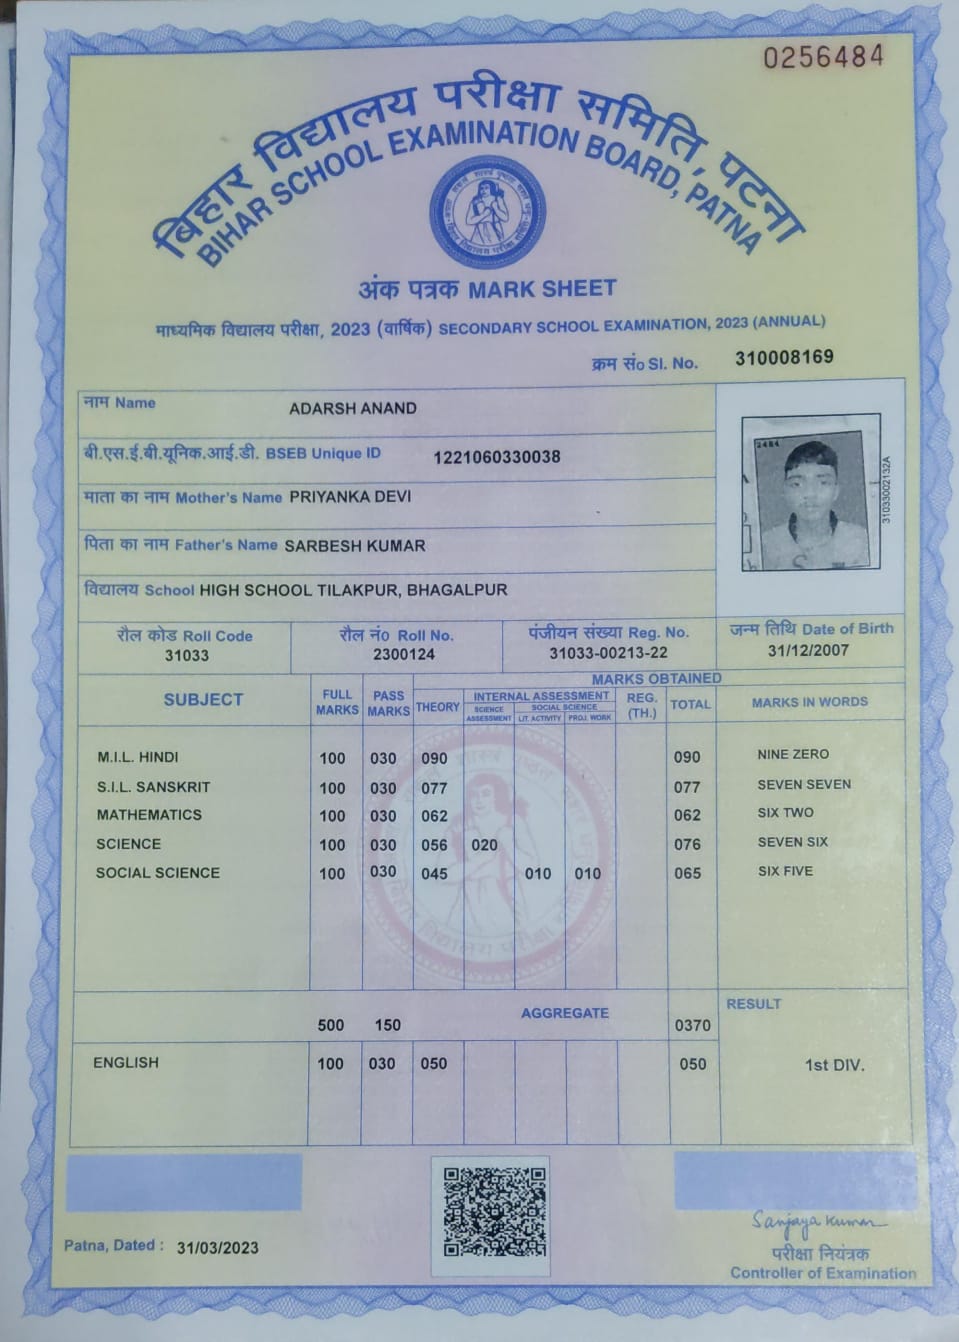 0256484
बिहार विद्यालय परीक्षा समिति, पटना
BIHAR SCHOOL EXAMINATION BOARD, PATNA
अंक पत्रक MARK SHEET
माध्यमिक विद्यालय परीक्षा, 2023 (वार्षिक) SECONDARY SCHOOL EXAMINATION, 2023 (ANNUAL)
क्रम सं० Sl. No. 310008169
नाम Name ADARSH ANAND
बी.एस.ई.बी.यूनिक.आई.डी. BSEB Unique ID 1221060330038
माता का नाम Mother's Name PRIYANKA DEVI
पिता का नाम Father's Name SARBESH KUMAR
विद्यालय School HIGH SCHOOL TILAKPUR, BHAGALPUR
2484
31033002132A
रौल कोड Roll Code रौल नं० Roll No. पंजीयन संख्या Reg. No. जन्म तिथि Date of Birth
31033 2300124 31033-00213-22 31/12/2007
MARKS OBTAINED
SUBJECT FULL MARKS PASS MARKS THEORY INTERNAL ASSESSMENT REG. (TH.) TOTAL MARKS IN WORDS
SCIENCE ASSESSMENT SOCIAL SCIENCE
LIT. ACTIVITY PROJ. WORK
M.I.L. HINDI 100 030 090 090 NINE ZERO
S.I.L. SANSKRIT 100 030 077 077 SEVEN SEVEN
MATHEMATICS 100 030 062 062 SIX TWO
SCIENCE 100 030 056 020 076 SEVEN SIX
SOCIAL SCIENCE 100 030 045 010 010 065 SIX FIVE
500 150 AGGREGATE 0370 RESULT
ENGLISH 100 030 050 050 1st DIV.
Sanjaya Kumar
Patna, Dated : 31/03/2023
परीक्षा नियंत्रक
Controller of Examination